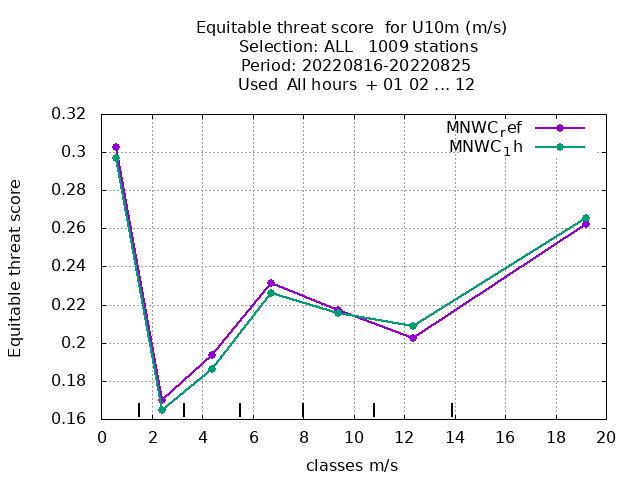 Equitable threat score for U10m (m/s)
Selection: ALL 1009 stations
Period: 20220816-20220825
Used All hours + 01 02 ... 12
MNWCref
MNWC1h
Equitable threat score
0.32
0.3
0.28
0.26
0.24
0.22
0.2
0.18
0.16
0 2 4 6 8 10 12 14 16 18 20
classes m/s